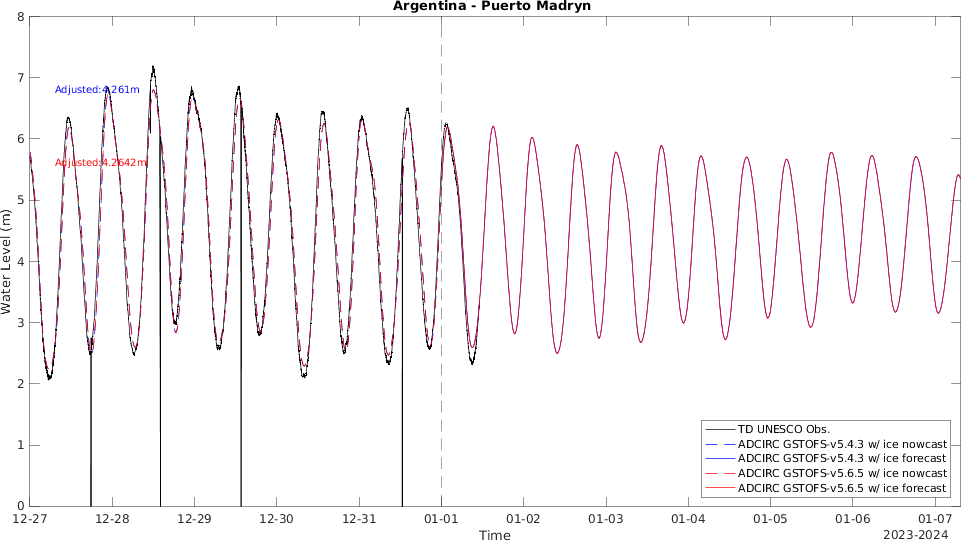 Argentina - Puerto Madryn
8
7
6
5
4
3
2
1
0
Water Level (m)
Adjusted:4.261m
Adjusted:4.2642m
TD UNESCO Obs.
ADCIRC GSTOFS-v5.4.3 w/ ice nowcast
ADCIRC GSTOFS-v5.4.3 w/ ice forecast
ADCIRC GSTOFS-v5.6.5 w/ ice nowcast
ADCIRC GSTOFS-v5.6.5 w/ ice forecast
12-27 12-28 12-29 12-30 12-31 01-01 01-02 01-03 01-04 01-05 01-06 01-07
Time
2023-2024